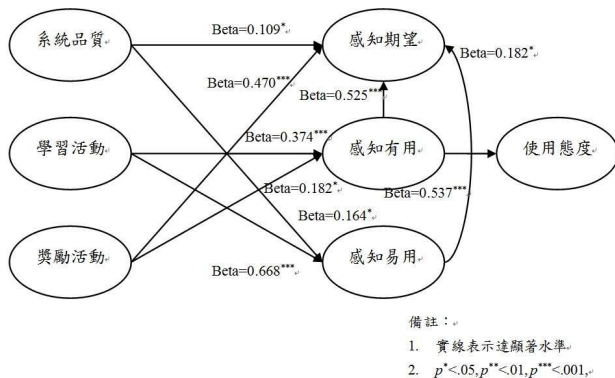 系統品質
Beta=0.109*
感知期望
Beta=0.182*
Beta=0.470***
Beta=0.525***
學習活動
Beta=0.374***
感知有用
使用態度
Beta=0.182*
Beta=0.537***
Beta=0.164*
獎勵活動
Beta=0.668***
感知易用
備註：
1. 實線表示達顯著水準
2. p*<.05,p**<.01,p***<.001,